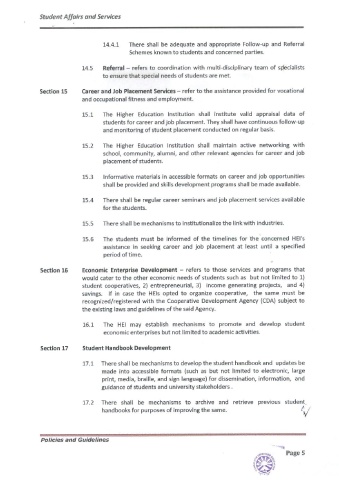 Student Affairs and Services
14.4.1 There shall be adequate and appropriate Follow-up and Referral
Schemes known to students and concerned parties.
14.5 Referral – refers to coordination with multi-disciplinary team of specialists
to ensure that special needs of students are met.
Section 15 Career and Job Placement Services – refer to the assistance provided for vocational
and occupational fitness and employment.
15.1 The Higher Education Institution shall institute valid appraisal data of
students for career and job placement. They shall have continuous follow-up
and monitoring of student placement conducted on regular basis.
15.2 The Higher Education Institution shall maintain active networking with
school, community, alumni, and other relevant agencies for career and job
placement of students.
15.3 Informative materials in accessible formats on career and job opportunities
shall be provided and skills development programs shall be made available.
15.4 There shall be regular career seminars and job placement services available
for the students.
15.5 There shall be mechanisms to institutionalize the link with industries.
15.6 The students must be informed of the timelines for the concerned HEI's
assistance in seeking career and job placement at least until a specified
period of time.
Section 16 Economic Enterprise Development – refers to those services and programs that
would cater to the other economic needs of students such as but not limited to 1)
student cooperatives, 2) entrepreneurial, 3) income generating projects, and 4)
savings. If in case the HEIs opted to organize cooperative, the same must be
recognized/registered with the Cooperative Development Agency (CDA) subject to
the existing laws and guidelines of the said Agency.
16.1 The HEI may establish mechanisms to promote and develop student
economic enterprises but not limited to academic activities.
Section 17 Student Handbook Development
17.1 There shall be mechanisms to develop the student handbook and updates be
made into accessible formats (such as but not limited to electronic, large
print, media, braille, and sign language) for dissemination, information, and
guidance of students and university stakeholders .
17.2 There shall be mechanisms to archive and retrieve previous student
handbooks for purposes of improving the same.
Policies and Guidelines
Page 5